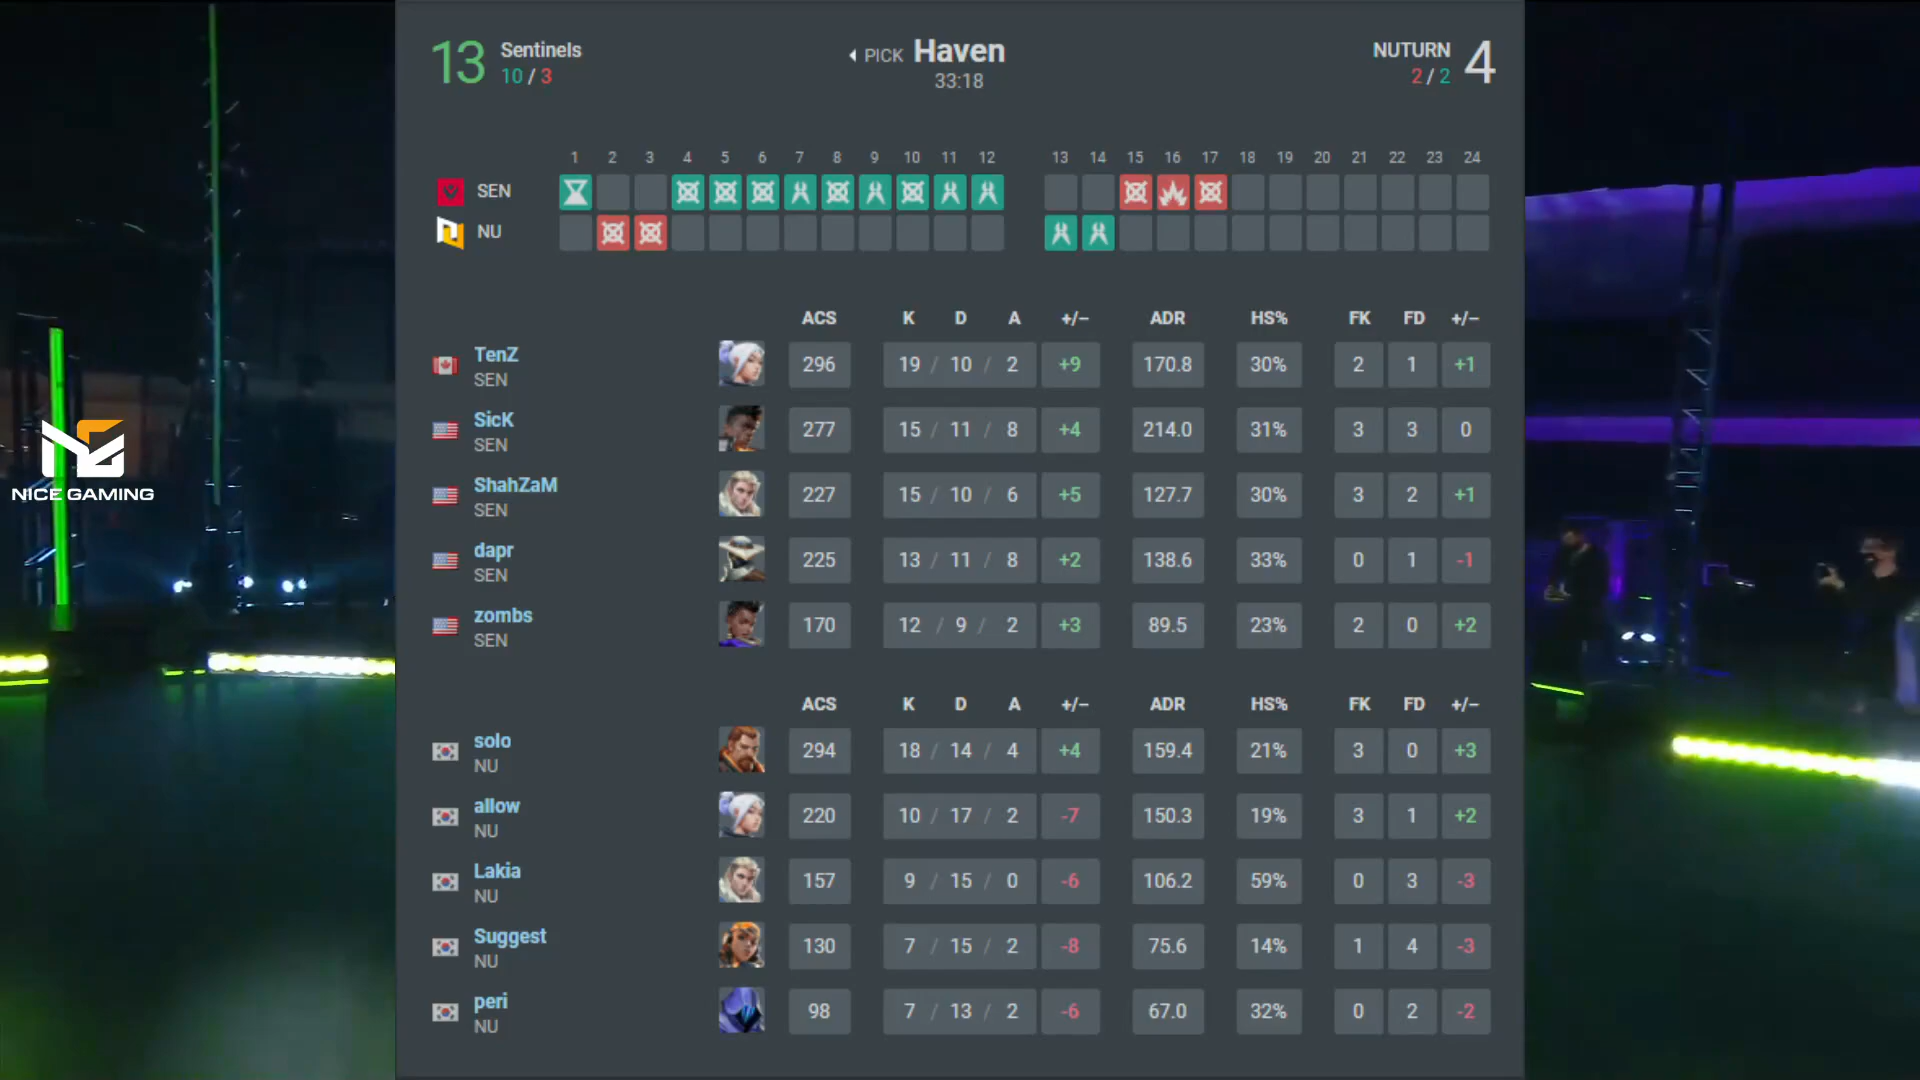 13 Sentinels PICK Haven NUTURN 4
10 / 3 33:18 2 / 2
1 2 3 4 5 6 7 8 9 10 11 12 13 14 15 16 17 18 19 20 21 22 23 24
SEN
NU
ACS K D A +/− ADR HS% FK FD +/−
TenZ 296 19 / 10 / 2 +9 170.8 30% 2 1 +1
SEN
SicK 277 15 / 11 / 8 +4 214.0 31% 3 3 0
SEN
ShahZaM 227 15 / 10 / 6 +5 127.7 30% 3 2 +1
SEN
dapr 225 13 / 11 / 8 +2 138.6 33% 0 1 -1
SEN
zombs 170 12 / 9 / 2 +3 89.5 23% 2 0 +2
SEN
ACS K D A +/− ADR HS% FK FD +/−
solo 294 18 / 14 / 4 +4 159.4 21% 3 0 +3
NU
allow 220 10 / 17 / 2 -7 150.3 19% 3 1 +2
NU
Lakia 157 9 / 15 / 0 -6 106.2 59% 0 3 -3
NU
Suggest 130 7 / 15 / 2 -8 75.6 14% 1 4 -3
NU
peri 98 7 / 13 / 2 -6 67.0 32% 0 2 -2
NU
NICE GAMING